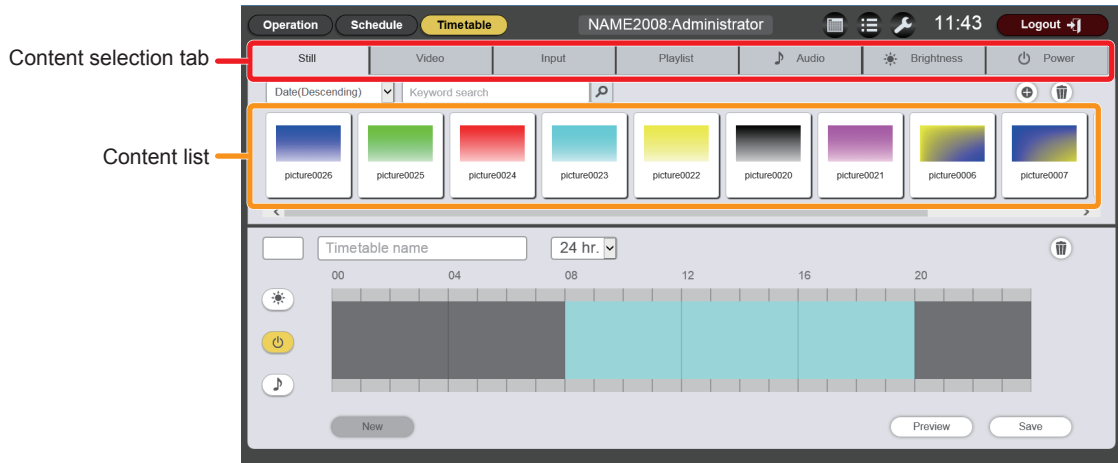 Operation Schedule Timetable NAME2008:Administrator 11:43 Logout
Content selection tab
Still Video Input Playlist Audio Brightness Power
Date(Descending) Keyword search
Content list
picture0026 picture0025 picture0024 picture0023 picture0022 picture0020 picture0021 picture0006 picture0007
Timetable name 24 hr.
00 04 08 12 16 20
New Preview Save